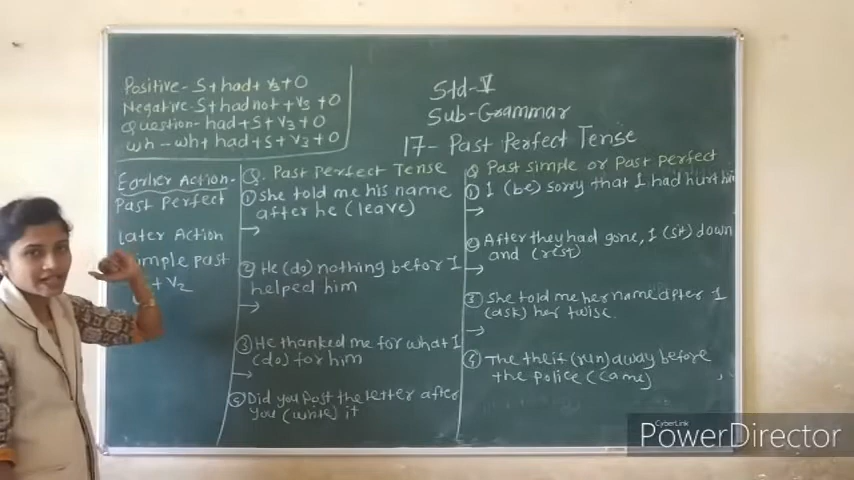 Positive - S + had + V3 + O
Negative - S + had not + V3 + O
Question - had + S + V3 + O
Wh - Wh + had + S + V3 + O
Std - V
Sub - Grammar
17 - Past Perfect Tense
Earlier Action -
Past Perfect
Later Action
imple Past
+ V2
Q. Past Perfect Tense
① She told me his name
after he (leave)
→
② He (do) nothing before I
helped him
→
③ He thanked me for what I
(do) for him
→
Did you post the letter after
you (write) it
Q Past simple or Past perfect
① I (be) sorry that I had hurt him
→
② After they had gone, I (sit) down
and (rest)
→
③ She told me her name after I
(ask) her twise.
→
The theif (run) away before
the police (came)
CyberLink
PowerDirector